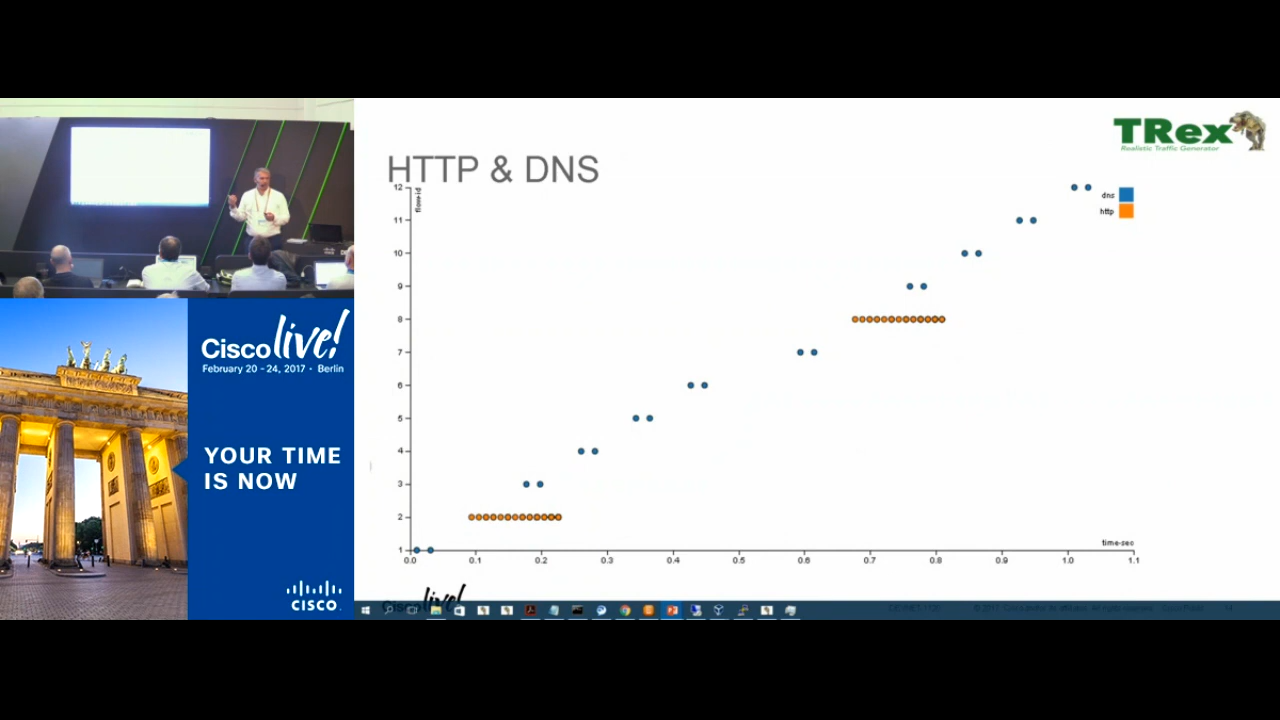 TRex
Realistic Traffic Generator
HTTP & DNS
flow-id
12
11
10
9
8
7
6
5
4
3
2
1
0.0
0.1
0.2
0.3
0.4
0.5
0.6
0.7
0.8
0.9
1.0
1.1
time-sec
dns
http
Cisco live!
February 20 - 24, 2017 • Berlin
YOUR TIME
IS NOW
CISCO
Cisco live!
14